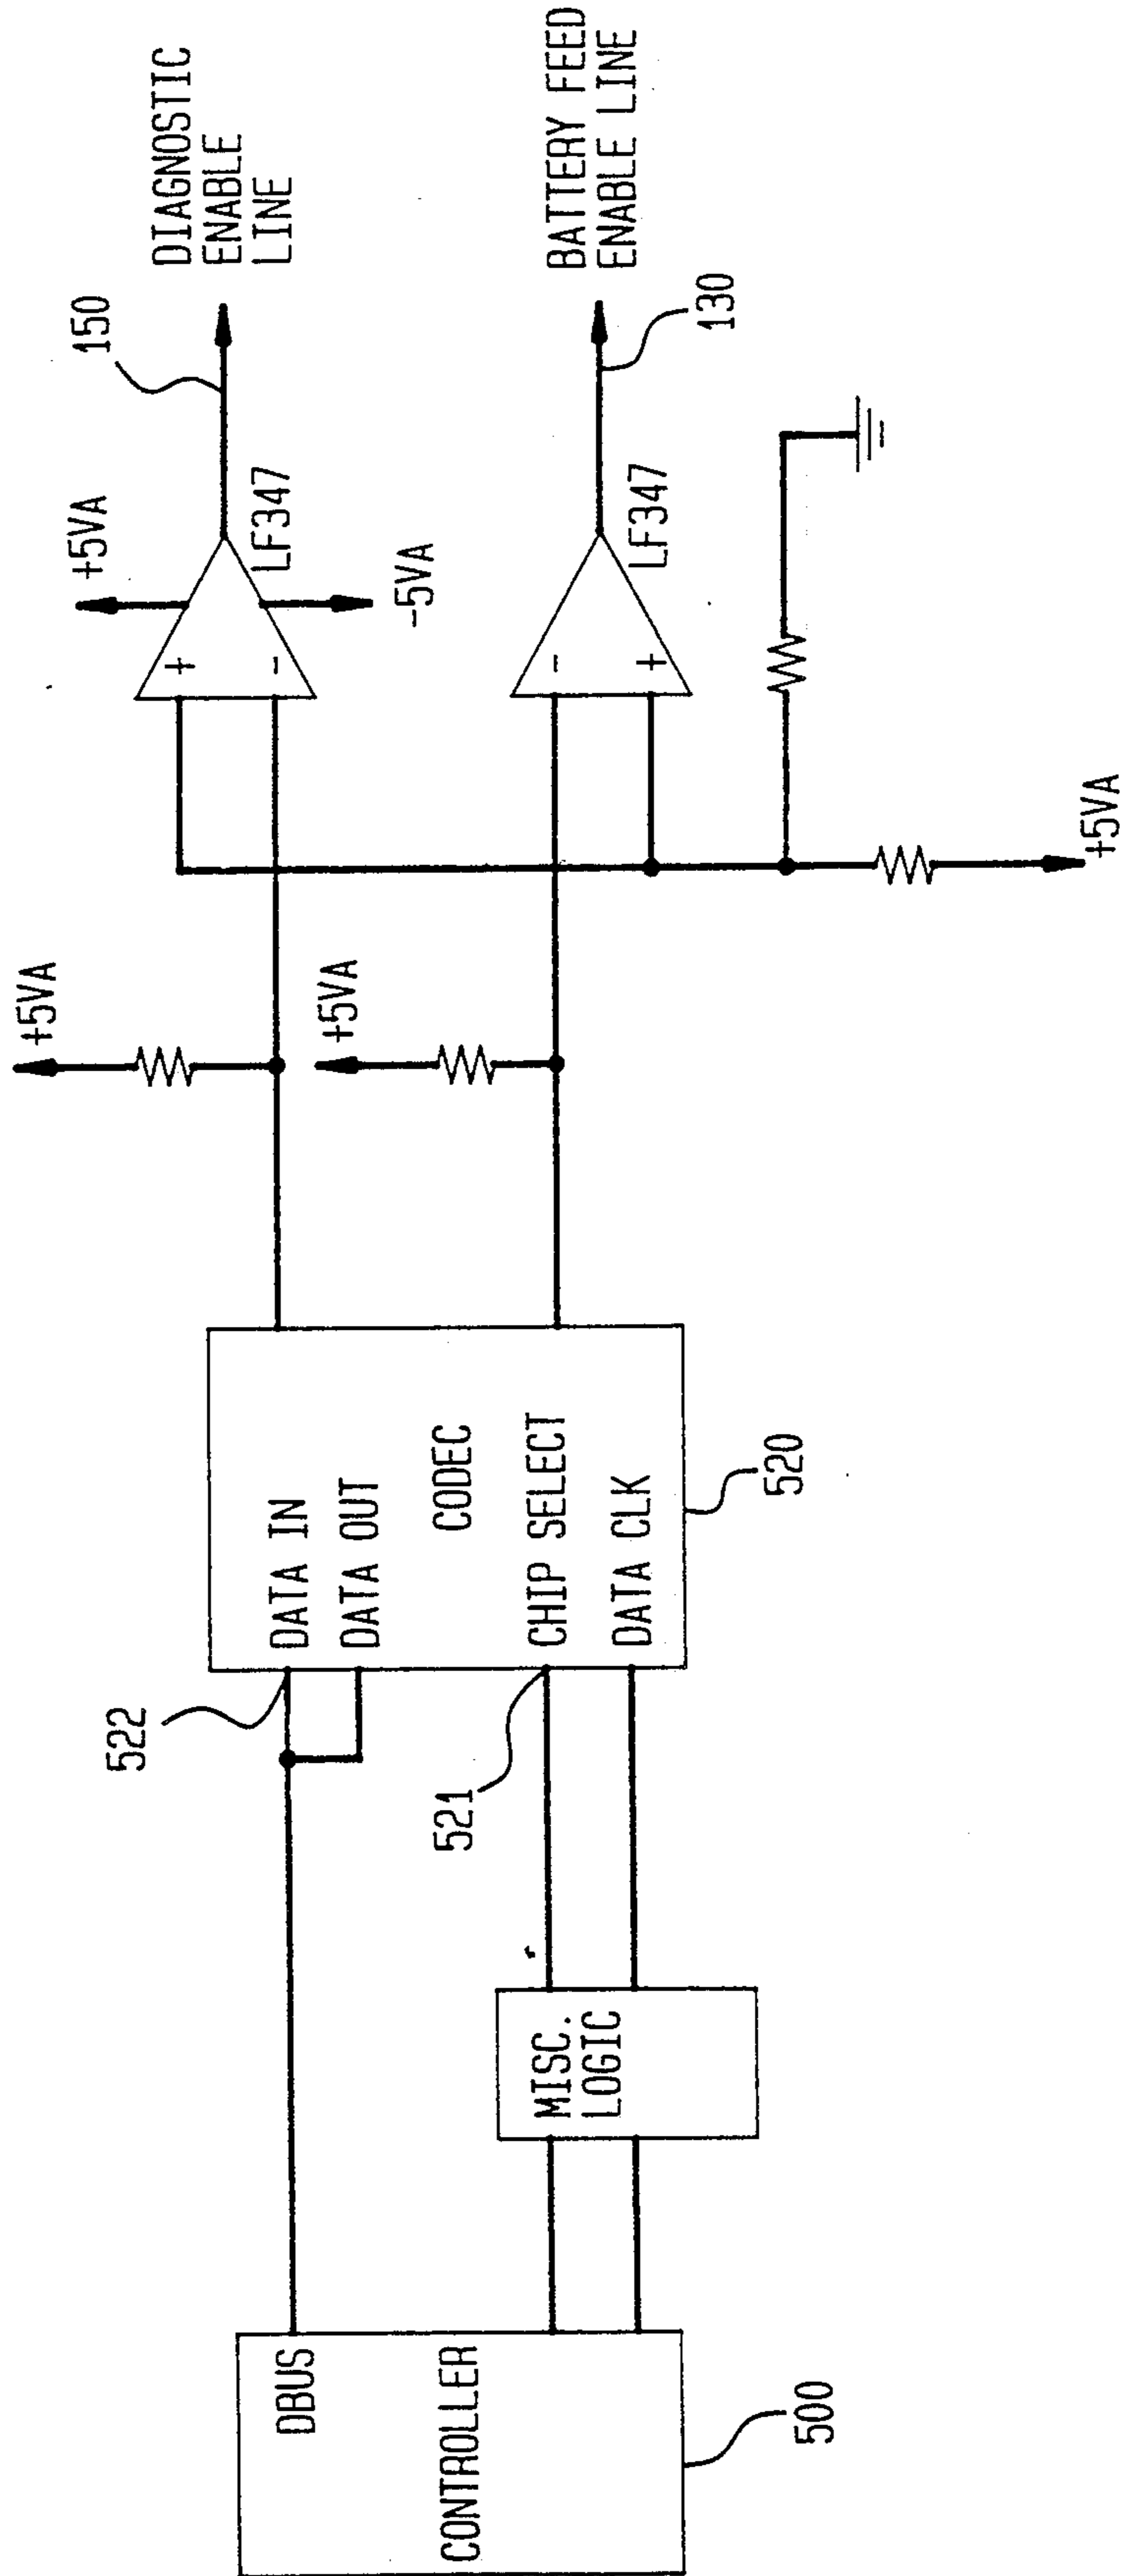 DBUS
CONTROLLER
500
MISC.
LOGIC
522
521
DATA IN
DATA OUT
CODEC
CHIP SELECT
DATA CLK
520
+5VA
+5VA
+5VA
+
-
+5VA
-5VA
LF347
150
DIAGNOSTIC
ENABLE
LINE
-
+
LF347
130
BATTERY FEED
ENABLE LINE